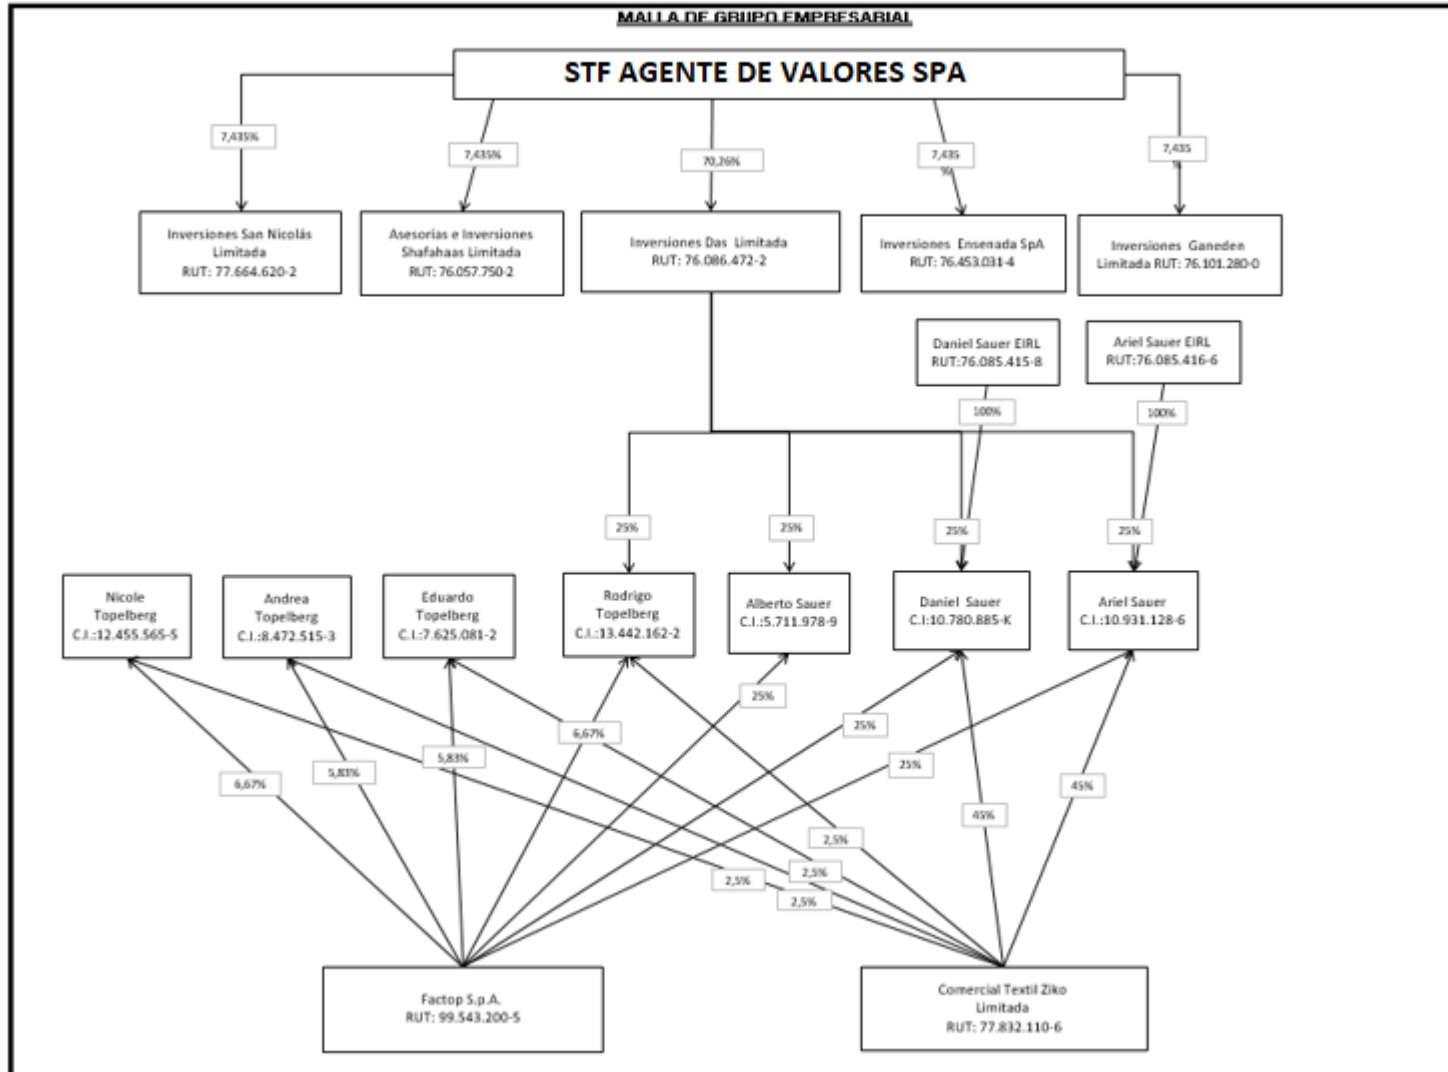 MALLA DE GRUPO EMPRESARIAL
STF AGENTE DE VALORES SPA
7,435%
7,435%
70,26%
7,435
%
7,435
%
Inversiones San Nicolás
Limitada
RUT: 77.664.620-2
Asesorías e Inversiones
Shafahaas Limitada
RUT: 76.057.750-2
Inversiones Das Limitada
RUT: 76.086.472-2
Inversiones Ensenada SpA
RUT: 76.453.031-4
Inversiones Ganeden
Limitada RUT: 76.101.280-0
Daniel Sauer EIRL
RUT:76.085.415-8
Ariel Sauer EIRL
RUT:76.085.416-6
100%
100%
25%
25%
25%
25%
Nicole
Topelberg
C.I.:12.455.565-5
Andrea
Topelberg
C.I.:8.472.515-3
Eduardo
Topelberg
C.I.:7.625.081-2
Rodrigo
Topelberg
C.I.:13.442.162-2
Alberto Sauer
C.I.:5.711.978-9
Daniel Sauer
C.I:10.780.885-K
Ariel Sauer
C.I.:10.931.128-6
25%
25%
6,67%
5,83%
25%
5,83%
6,67%
45%
45%
2,5%
2,5%
2,5%
2,5%
Factop S.p.A.
RUT: 99.543.200-5
Comercial Textil Ziko
Limitada
RUT: 77.832.110-6